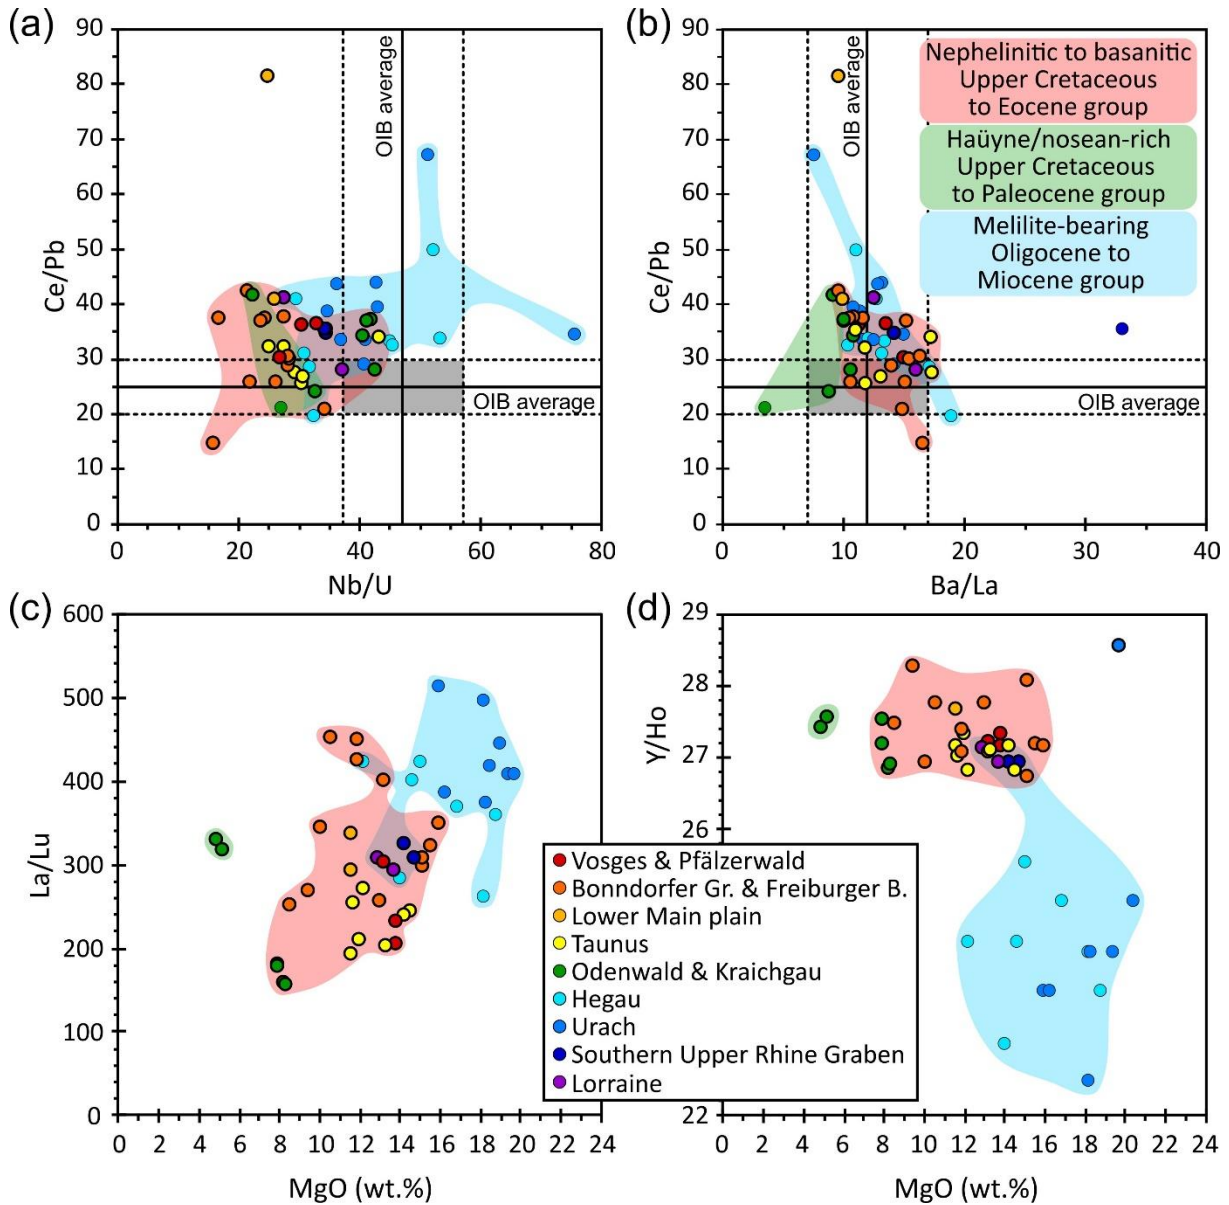 (a)
90
80
70
60
50
40
30
20
10
0
Ce/Pb
OIB average
OIB average
0
20
40
60
80
Nb/U
(b)
90
80
70
60
50
40
30
20
10
0
Ce/Pb
OIB average
OIB average
Nephelinitic to basanitic
Upper Cretaceous
to Eocene group
Haüyne/nosean-rich
Upper Cretaceous
to Paleocene group
Melilite-bearing
Oligocene to
Miocene group
0
10
20
30
40
Ba/La
(c)
600
500
400
300
200
100
0
La/Lu
0 2 4 6 8 10 12 14 16 18 20 22 24
MgO (wt.%)
(d)
29
28
27
26
22
Y/Ho
Vosges & Pfälzerwald
Bonndorfer Gr. & Freiburger B.
Lower Main plain
Taunus
Odenwald & Kraichgau
Hegau
Urach
Southern Upper Rhine Graben
Lorraine
0 2 4 6 8 10 12 14 16 18 20 22 24
MgO (wt.%)